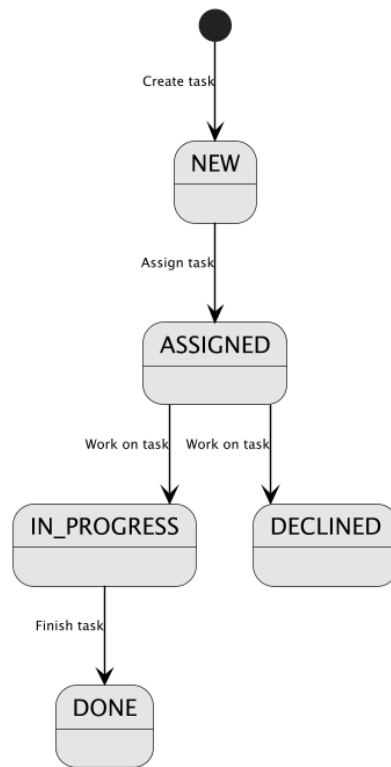 Create task
NEW
Assign task
ASSIGNED
Work on task
Work on task
IN_PROGRESS
DECLINED
Finish task
DONE